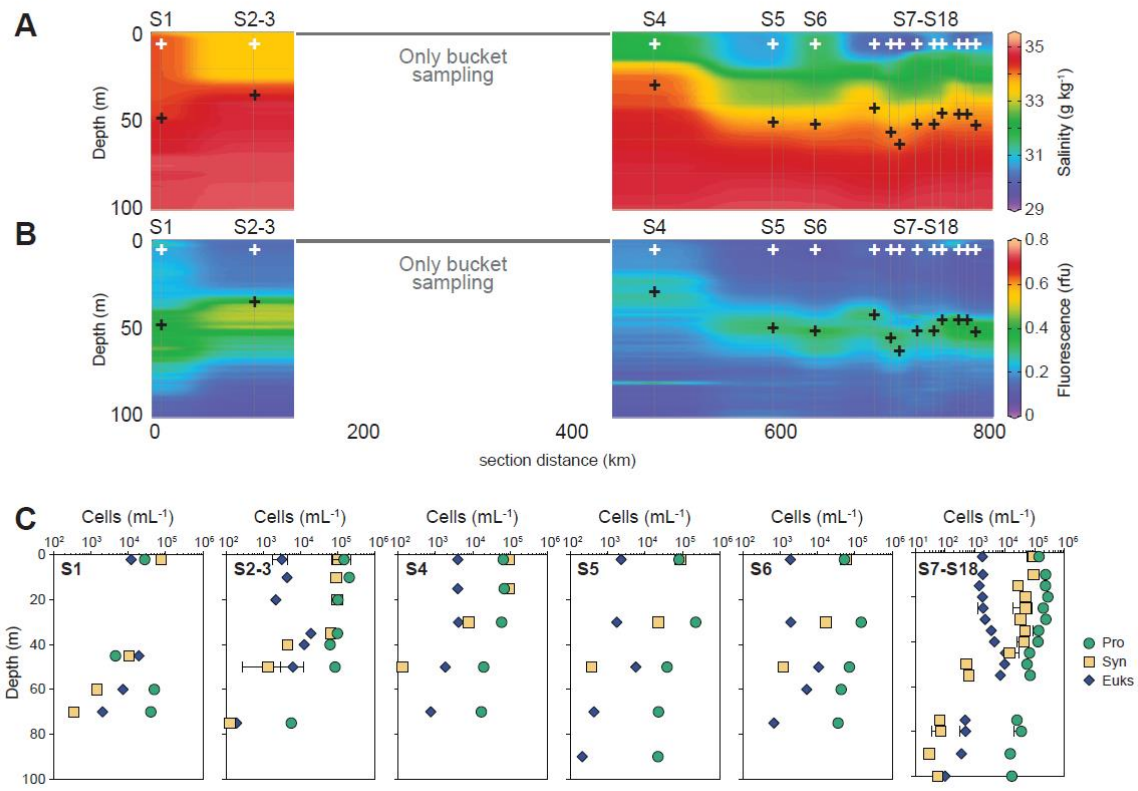 A
S1 S2-3 S4 S5 S6 S7-S18
0
50
100
Depth (m)
Only bucket
sampling
35
33
31
29
Salinity (g kg-1)
B
S1 S2-3 S4 S5 S6 S7-S18
0
50
100
Depth (m)
Only bucket
sampling
0.8
0.6
0.4
0.2
0
Fluorescence (rfu)
0 200 400 600 800
section distance (km)
C
Cells (mL-1) Cells (mL-1) Cells (mL-1) Cells (mL-1) Cells (mL-1) Cells (mL-1)
10² 10³ 10⁴ 10⁵ 10⁶ 10² 10³ 10⁴ 10⁵ 10⁶ 10² 10³ 10⁴ 10⁵ 10⁶ 10² 10³ 10⁴ 10⁵ 10⁶ 10² 10³ 10⁴ 10⁵ 10⁶ 10¹ 10² 10³ 10⁴ 10⁵ 10⁶
S1 S2-3 S4 S5 S6 S7-S18
0
20
40
60
80
100
Depth (m)
Pro
Syn
Euks